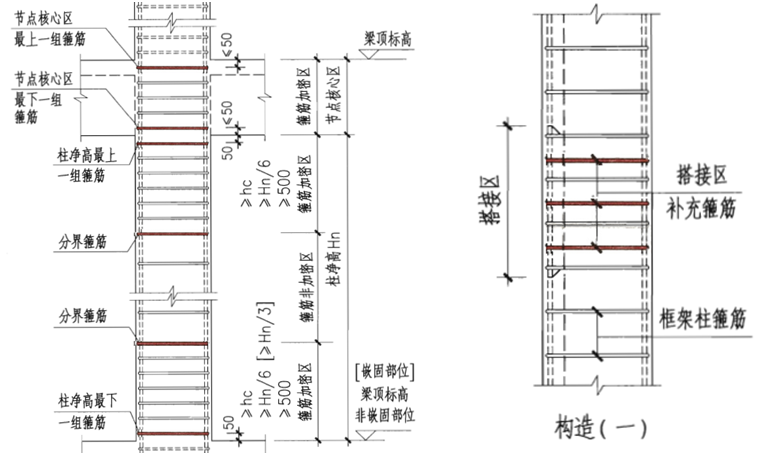 节点核心区
最上一组箍筋
≤50
梁顶标高
节点核心区
最下一组
箍筋
≤50
箍筋加密区
节点核心区
50
柱净高最上
一组箍筋
≥hc
≥Hn/6
≥500
箍筋加密区
分界箍筋
箍筋非加密区
柱净高Hn
分界箍筋
≥hc
≥Hn/6 [≥Hn/3]
≥500
箍筋加密区
柱净高最下
一组箍筋
50
[嵌固部位]
梁顶标高
非嵌固部位
搭接区
搭接区
补充箍筋
框架柱箍筋
构造(一)